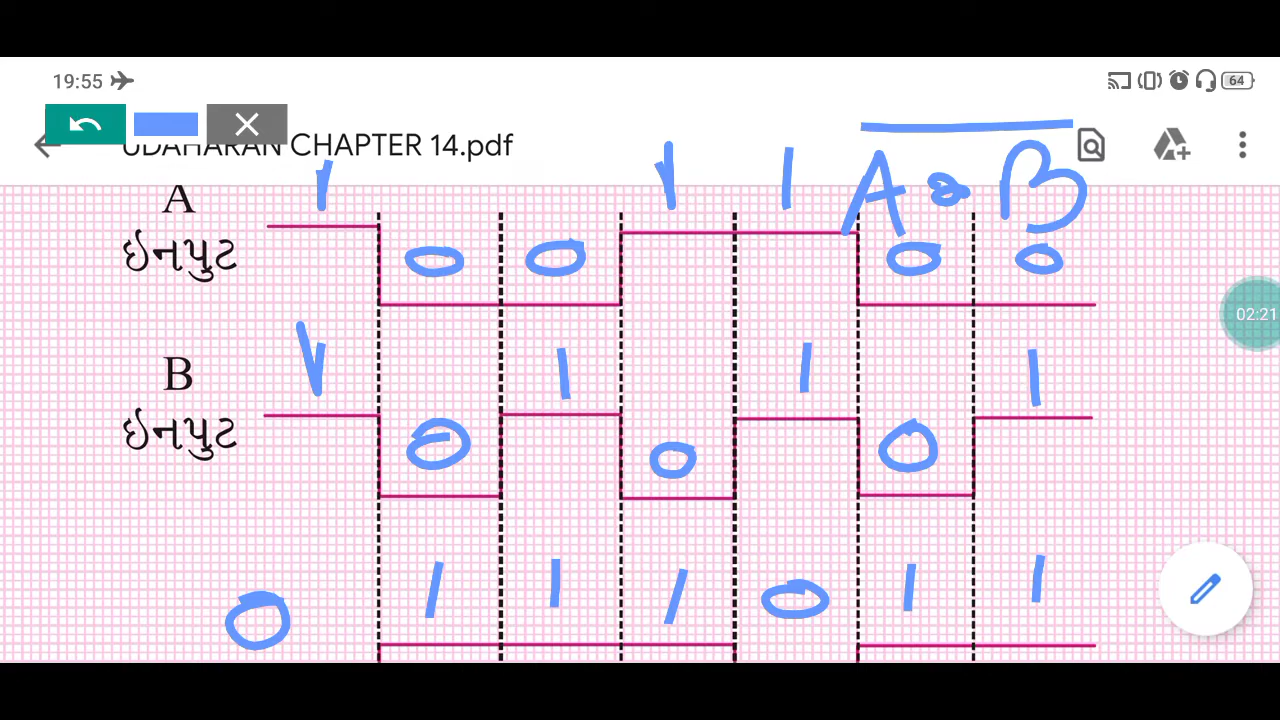 19:55
64
UDAHARAN CHAPTER 14.pdf
A
ઇનપુટ
1 0 0 1 1 0 0
A • B
02:21
B
ઇનપુટ
1 0 1 0 1 0 1
0 1 1 1 0 1 1